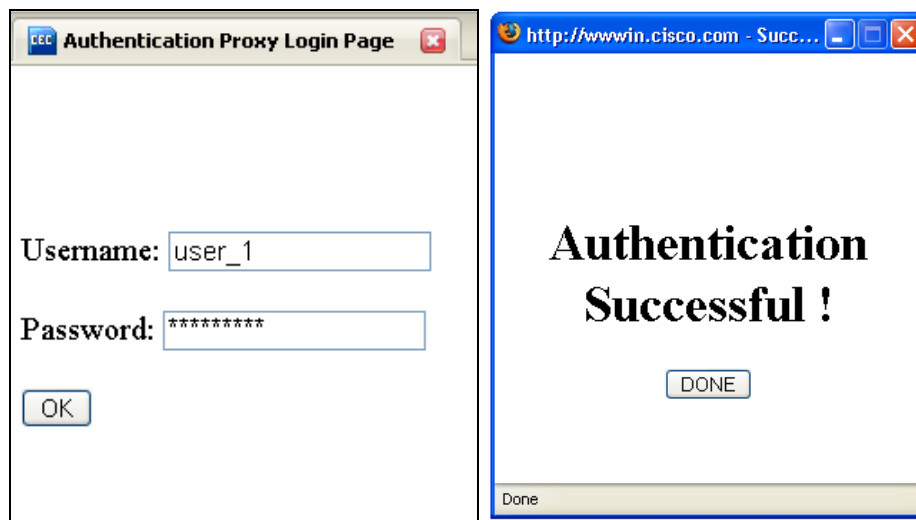 CEC Authentication Proxy Login Page
Username: user_1
Password: *********
OK
http://wwwin.cisco.com - Succ...
Authentication
Successful !
DONE
Done